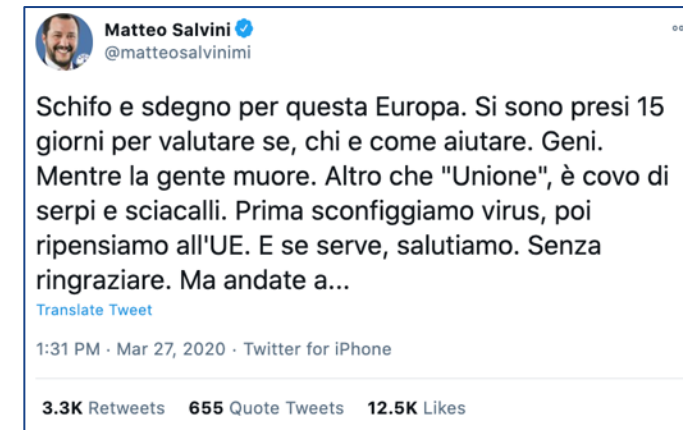 Matteo Salvini
@matteosalvinimi
Schifo e sdegno per questa Europa. Si sono presi 15
giorni per valutare se, chi e come aiutare. Geni.
Mentre la gente muore. Altro che "Unione", è covo di
serpi e sciacalli. Prima sconfiggiamo virus, poi
ripensiamo all'UE. E se serve, salutiamo. Senza
ringraziare. Ma andate a...
Translate Tweet
1:31 PM · Mar 27, 2020 · Twitter for iPhone
3.3K Retweets 655 Quote Tweets 12.5K Likes